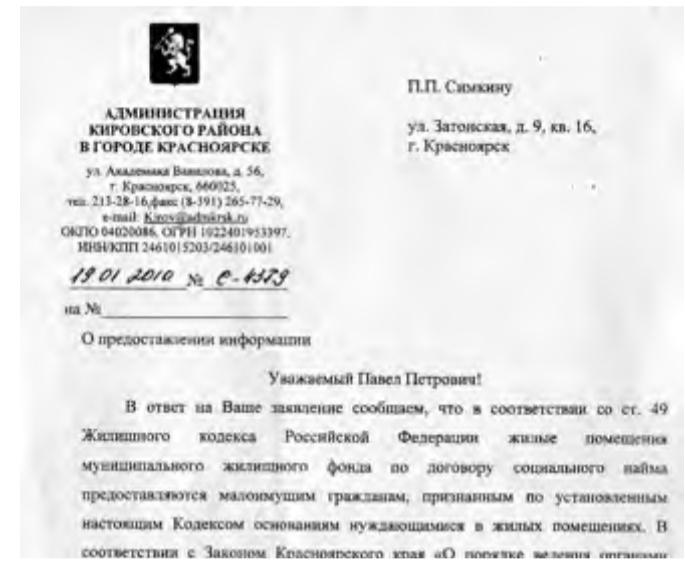 АДМИНИСТРАЦИЯ
КИРОВСКОГО РАЙОНА
В ГОРОДЕ КРАСНОЯРСКЕ
ул. Академика Вавилова, д. 56,
г. Красноярск, 660025,
тел. 213-28-16, факс (8-391) 265-77-29,
e-mail: Kirov@admkrsk.ru
ОКПО 04020086, ОГРН 1022401953397,
ИНН/КПП 2461015203/246101001
19.01 2010 № С-4379
на №
П.П. Симкину
ул. Затонская, д. 9, кв. 16,
г. Красноярск
О предоставлении информации
Уважаемый Павел Петрович!
В ответ на Ваше заявление сообщаем, что в соответствии со ст. 49
Жилищного кодекса Российской Федерации жилые помещения
муниципального жилищного фонда по договору социального найма
предоставляются малоимущим гражданам, признанным по установленным
настоящим Кодексом основаниям нуждающимися в жилых помещениях. В
соответствии с Законом Красноярского края «О порядке ведения органами